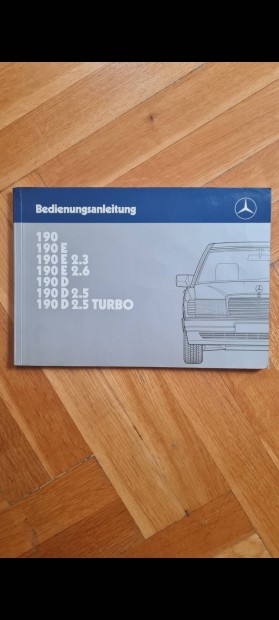 Bedienungsanleitung
190
190 E
190 E 2.3
190 E 2.6
190 D
190 D 2.5
190 D 2.5 TURBO